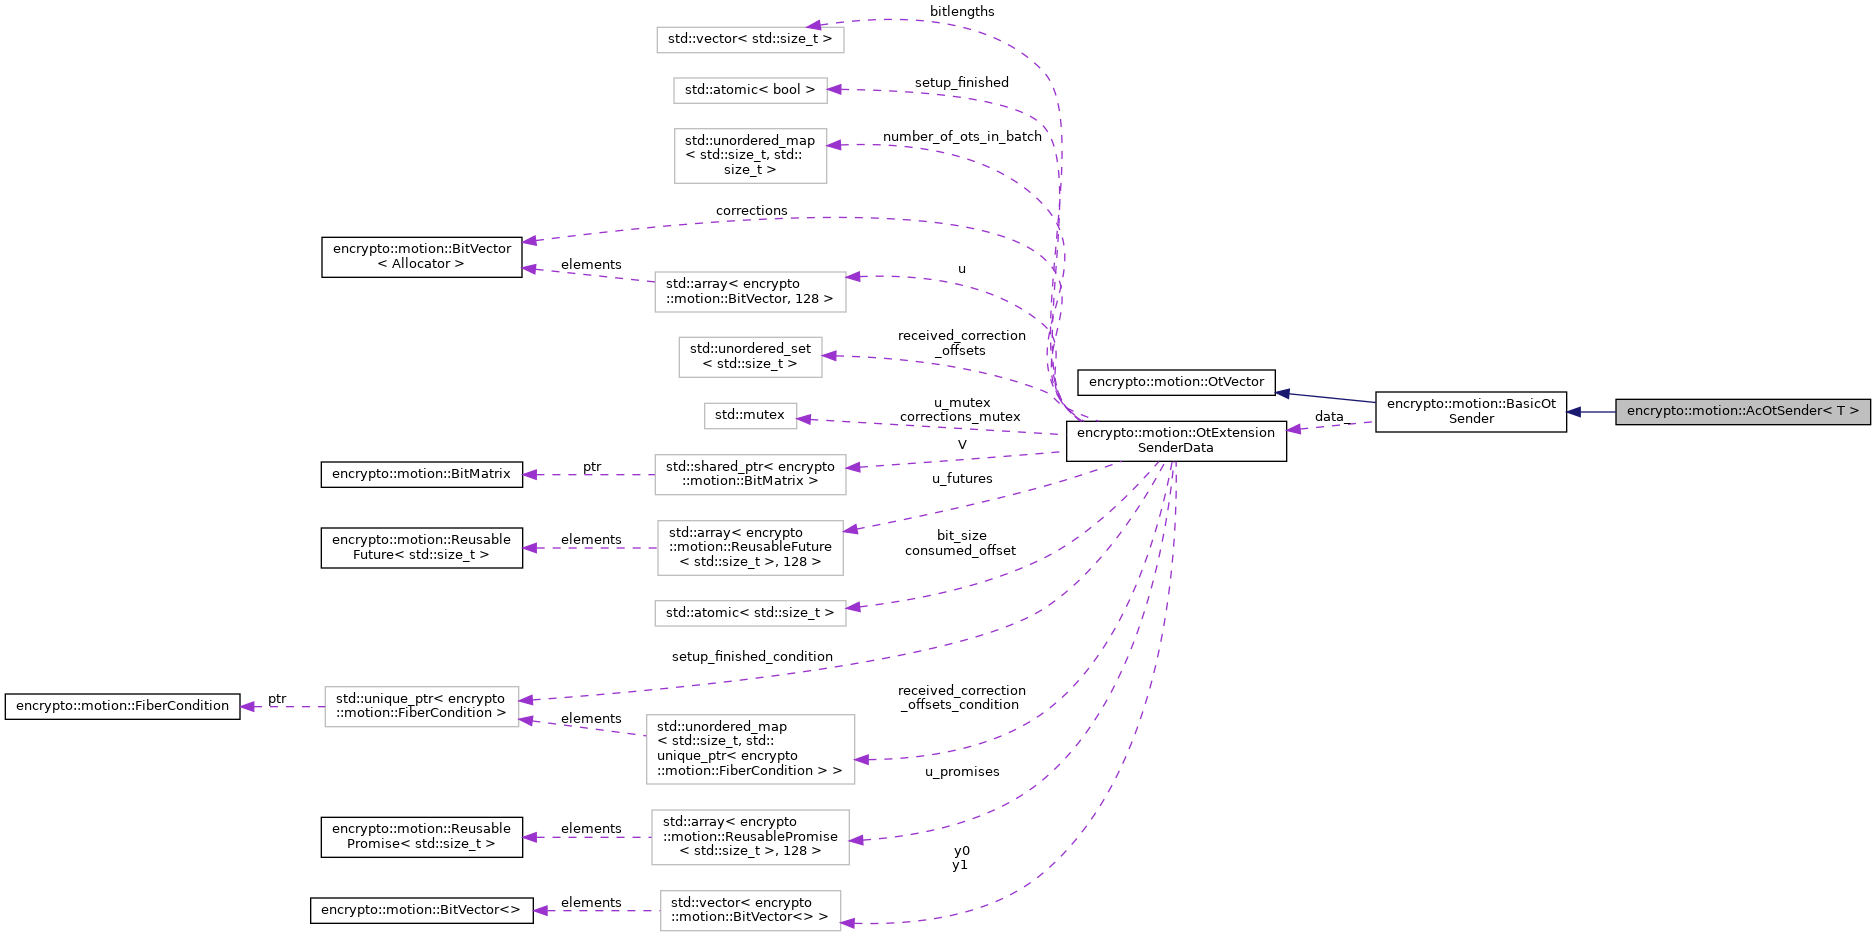 bitlengths
std::vector< std::size_t >
setup_finished
std::atomic< bool >
number_of_ots_in_batch
std::unordered_map
< std::size_t, std::
size_t >
corrections
encrypto::motion::BitVector
< Allocator >
elements
u
std::array< encrypto
::motion::BitVector, 128 >
received_correction
_offsets
std::unordered_set
< std::size_t >
encrypto::motion::OtVector
u_mutex
corrections_mutex
std::mutex
encrypto::motion::BasicOt
Sender
encrypto::motion::AcOtSender< T >
data_
encrypto::motion::OtExtension
SenderData
V
encrypto::motion::BitMatrix
ptr
std::shared_ptr< encrypto
::motion::BitMatrix >
u_futures
encrypto::motion::Reusable
Future< std::size_t >
elements
std::array< encrypto
::motion::ReusableFuture
< std::size_t >, 128 >
bit_size
consumed_offset
std::atomic< std::size_t >
setup_finished_condition
encrypto::motion::FiberCondition
ptr
std::unique_ptr< encrypto
::motion::FiberCondition >
elements
received_correction
_offsets_condition
std::unordered_map
< std::size_t, std::
unique_ptr< encrypto
::motion::FiberCondition > >
u_promises
encrypto::motion::Reusable
Promise< std::size_t >
elements
std::array< encrypto
::motion::ReusablePromise
< std::size_t >, 128 >
y0
y1
encrypto::motion::BitVector<>
elements
std::vector< encrypto
::motion::BitVector<> >